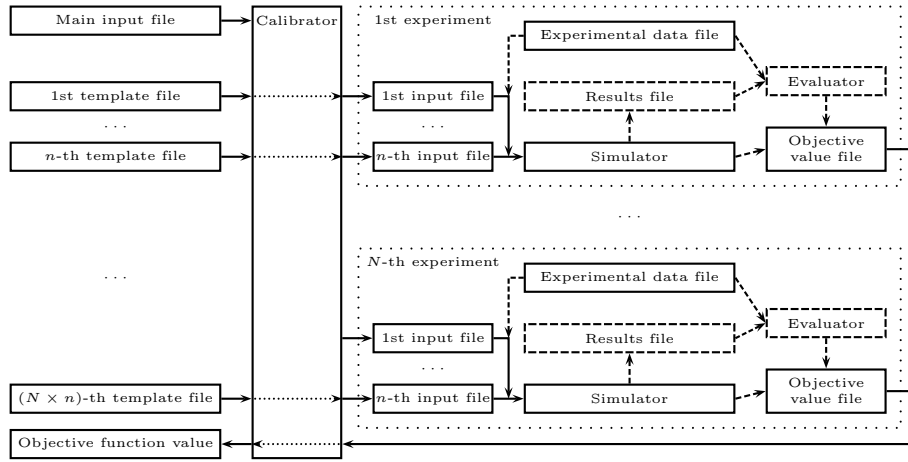 Main input file
Calibrator
1st experiment
Experimental data file
Evaluator
1st template file
1st input file
Results file
. . .
. . .
Objective
value file
n-th template file
n-th input file
Simulator
. . .
N-th experiment
Experimental data file
. . .
Evaluator
1st input file
Results file
. . .
Objective
value file
(N × n)-th template file
n-th input file
Simulator
Objective function value